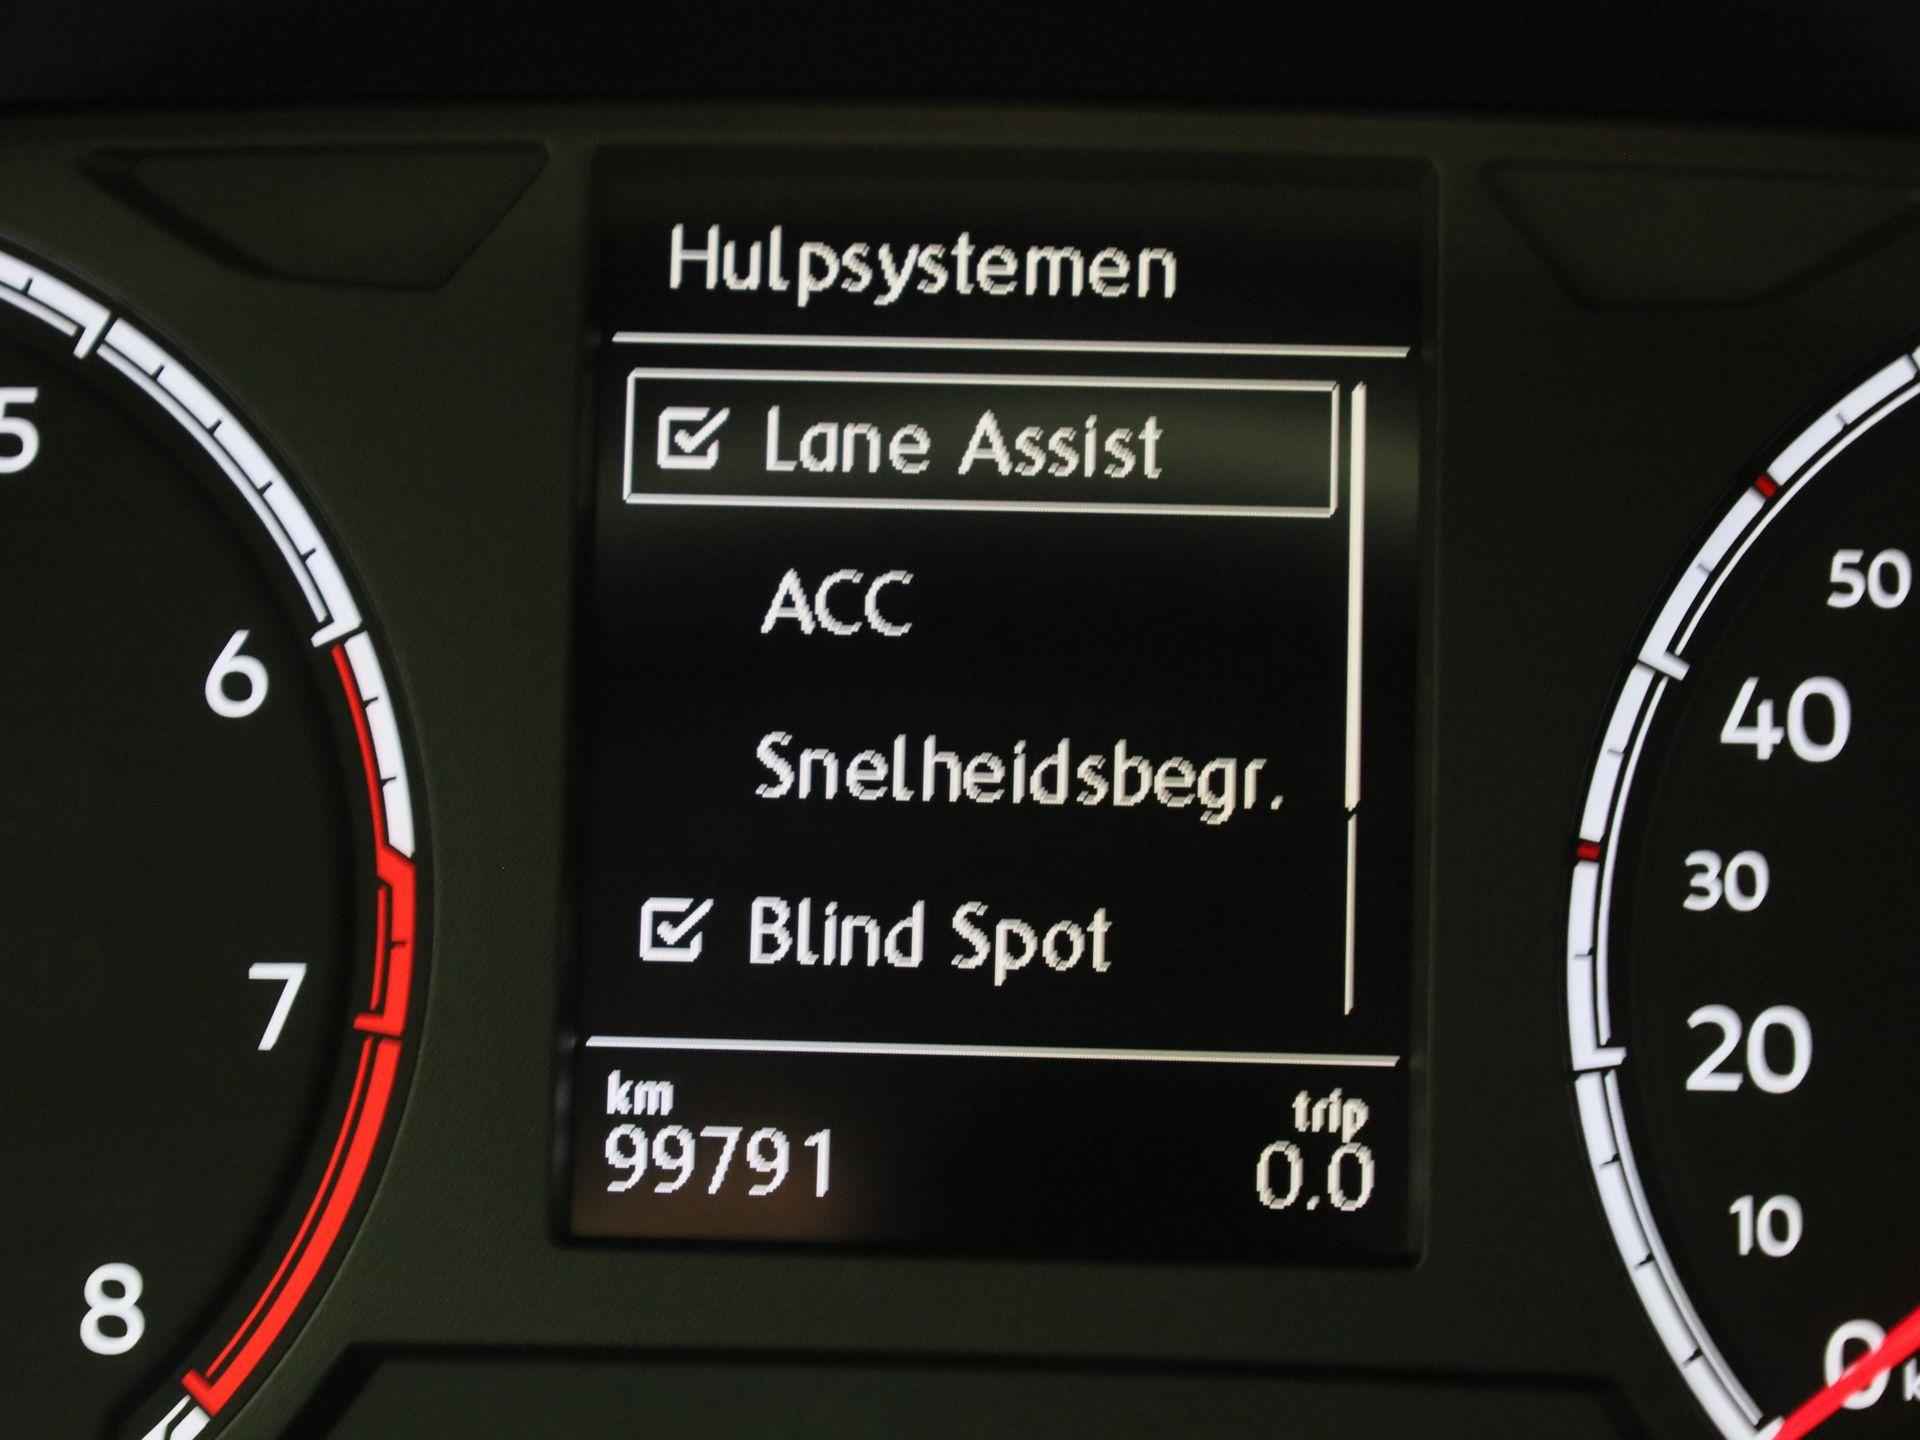 Hulpsystemen
Lane Assist
ACC
Snelheidsbegr.
Blind Spot
km
trip
99791
0.0
5
6
7
8
50
40
30
20
10
0